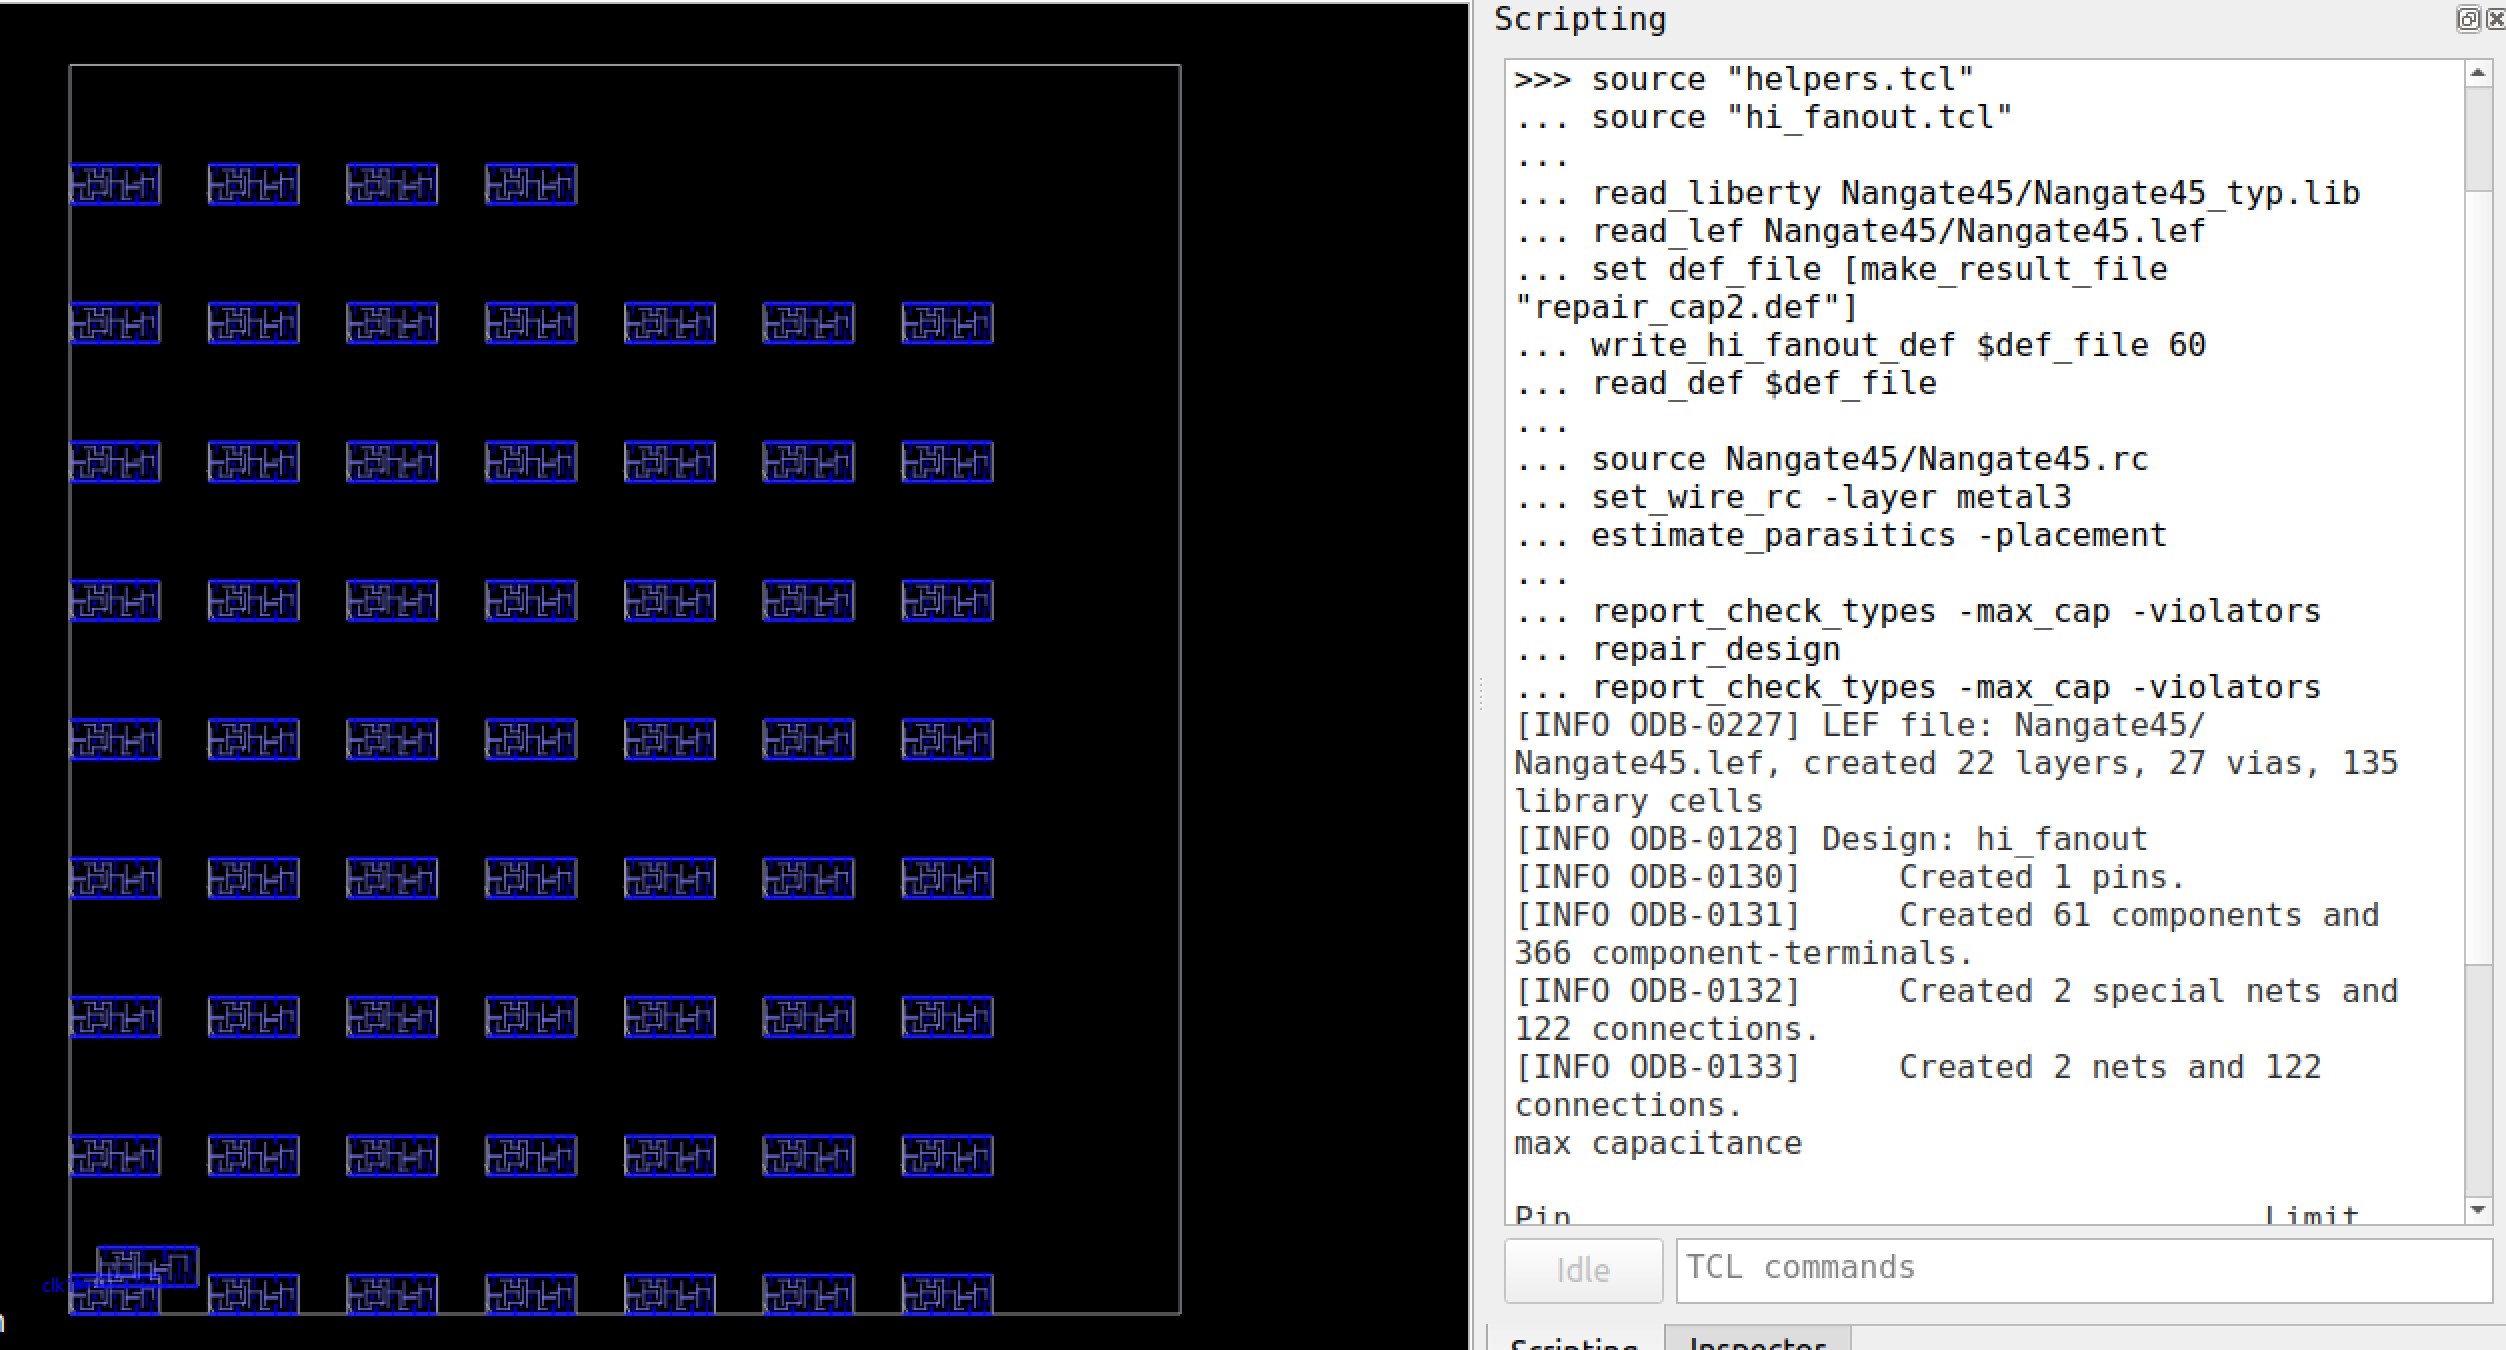 Scripting
>>> source "helpers.tcl"
... source "hi_fanout.tcl"
...
... read_liberty Nangate45/Nangate45_typ.lib
... read_lef Nangate45/Nangate45.lef
... set def_file [make_result_file
"repair_cap2.def"]
... write_hi_fanout_def $def_file 60
... read_def $def_file
...
... source Nangate45/Nangate45.rc
... set_wire_rc -layer metal3
... estimate_parasitics -placement
...
... report_check_types -max_cap -violators
... repair_design
... report_check_types -max_cap -violators
[INFO ODB-0227] LEF file: Nangate45/
Nangate45.lef, created 22 layers, 27 vias, 135
library cells
[INFO ODB-0128] Design: hi_fanout
[INFO ODB-0130]     Created 1 pins.
[INFO ODB-0131]     Created 61 components and
366 component-terminals.
[INFO ODB-0132]     Created 2 special nets and
122 connections.
[INFO ODB-0133]     Created 2 nets and 122
connections.
max capacitance
Pin Limit
Idle
TCL commands
Scripting
Inspector
clk